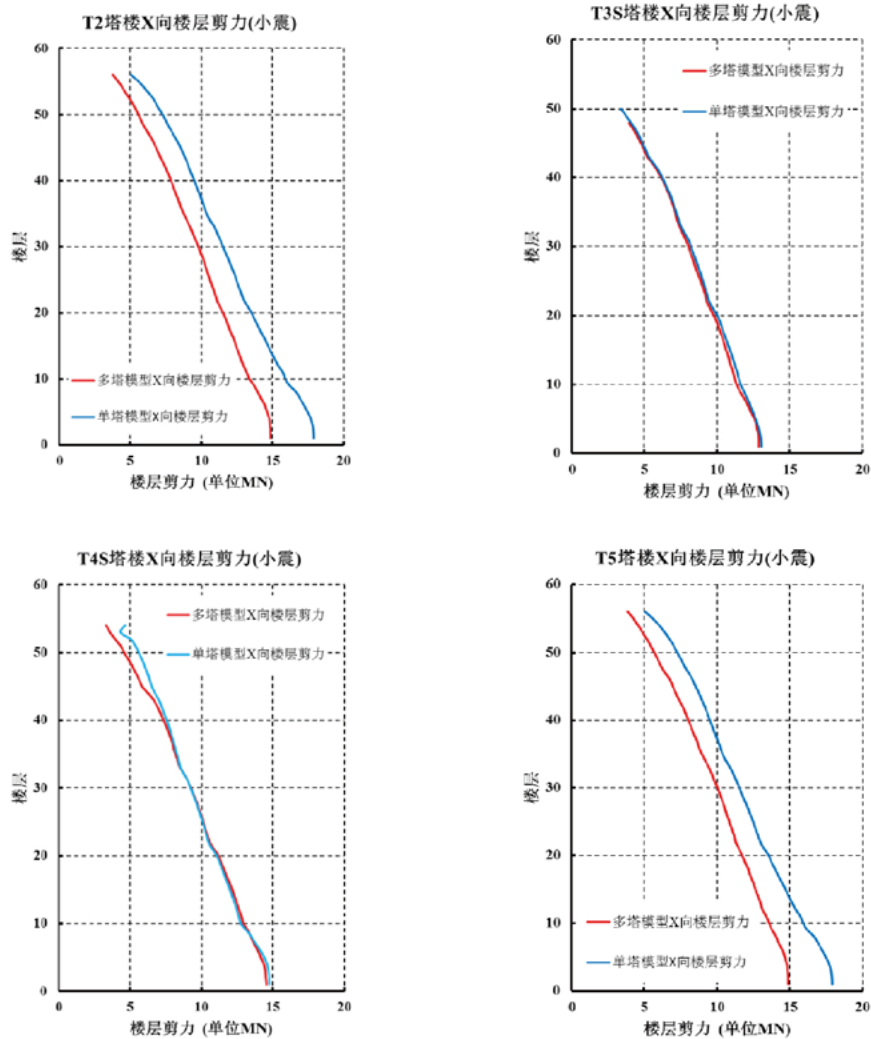 T2塔楼X向楼层剪力(小震)
60
50
40
30
20
10
0
楼层
多塔模型X向楼层剪力
单塔模型X向楼层剪力
0 5 10 15 20
楼层剪力 (单位MN)
T3S塔楼X向楼层剪力(小震)
60
50
40
30
20
10
0
楼层
多塔模型X向楼层剪力
单塔模型X向楼层剪力
0 5 10 15 20
楼层剪力 (单位MN)
T4S塔楼X向楼层剪力(小震)
60
50
40
30
20
10
0
楼层
多塔模型X向楼层剪力
单塔模型X向楼层剪力
0 5 10 15 20
楼层剪力 (单位MN)
T5塔楼X向楼层剪力(小震)
60
50
40
30
20
10
0
楼层
多塔模型X向楼层剪力
单塔模型X向楼层剪力
0 5 10 15 20
楼层剪力 (单位MN)